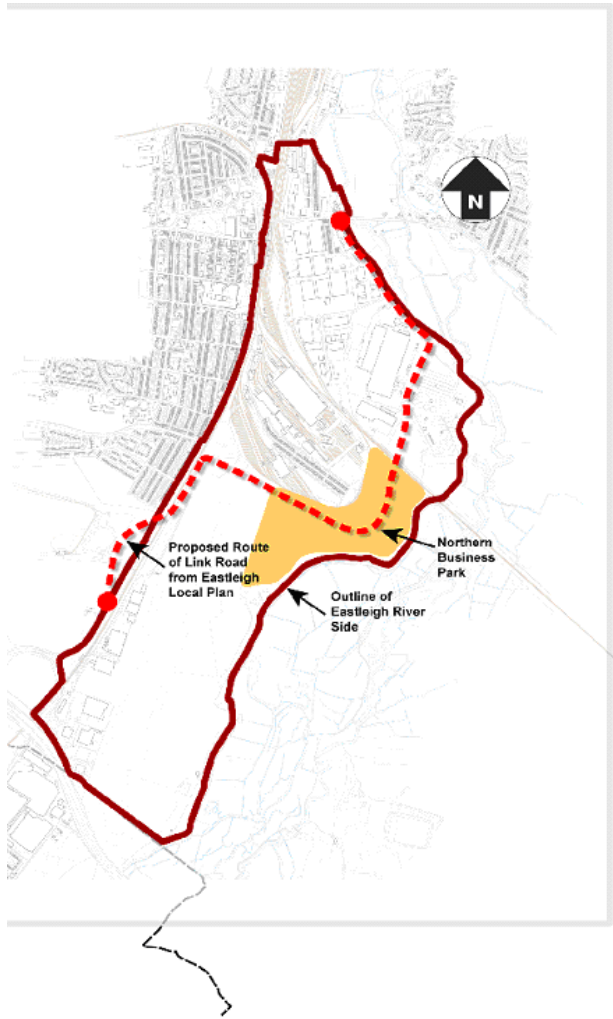 N
Proposed Route
of Link Road
from Eastleigh
Local Plan
Northern
Business
Park
Outline of
Eastleigh River
Side